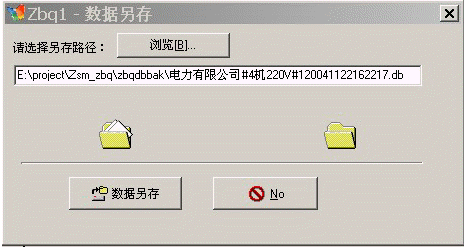 Zbq1 - 数据另存
请选择另存路径： 浏览[B]...
E:\project\Zsm_zbq\zbqdbbak\电力有限公司#4机220V#120041122162217.db
数据另存 No